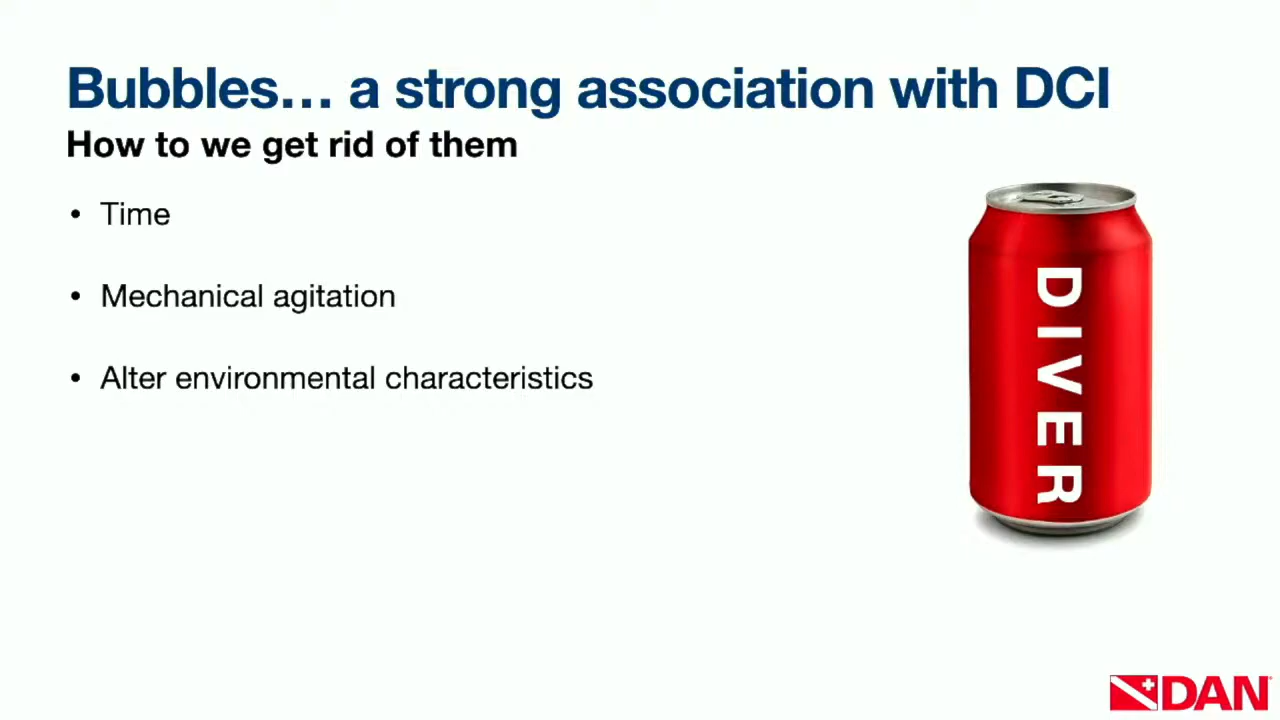 Bubbles… a strong association with DCI
How to we get rid of them
• Time
• Mechanical agitation
• Alter environmental characteristics
DIVER
DAN